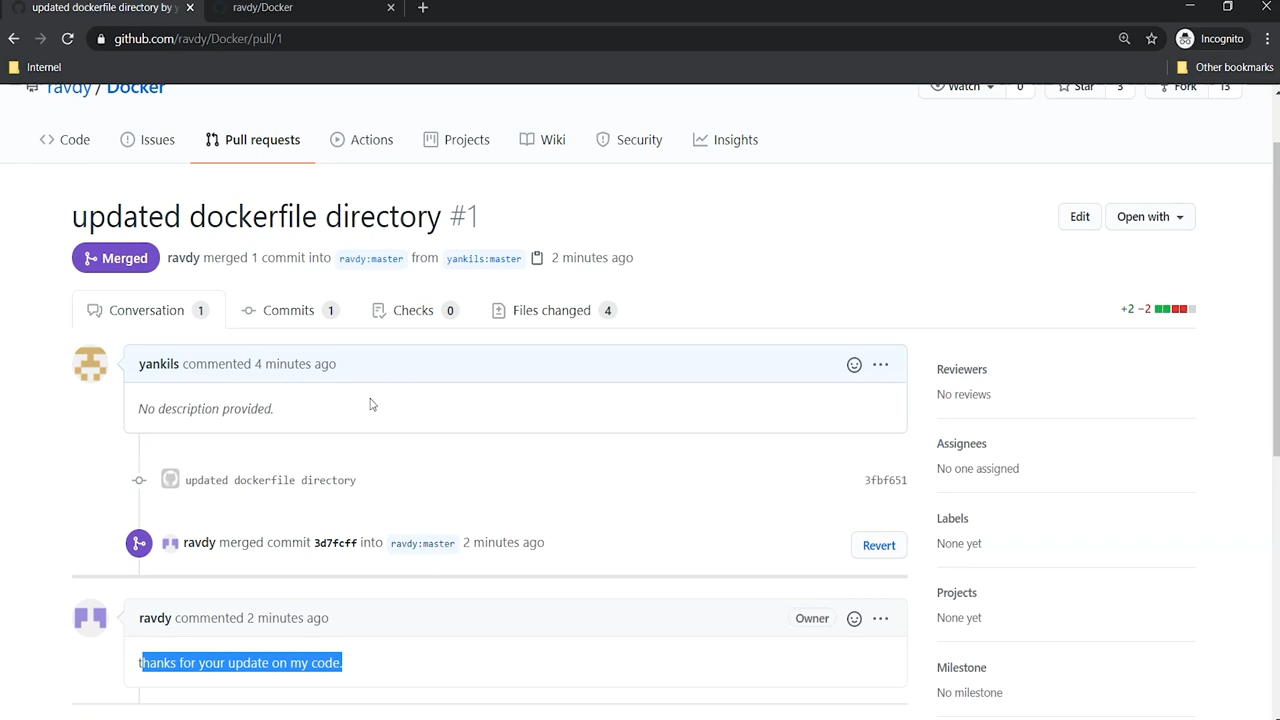 updated dockerfile directory by
ravdy/Docker
github.com/ravdy/Docker/pull/1
Incognito
Internet
Other bookmarks
ravdy / Docker
Watch 0
Star 3
Fork 13
Code
Issues
Pull requests
Actions
Projects
Wiki
Security
Insights
updated dockerfile directory #1
Edit
Open with
Merged
ravdy merged 1 commit into ravdy:master from yankils:master 2 minutes ago
Conversation 1
Commits 1
Checks 0
Files changed 4
+2 −2
yankils commented 4 minutes ago
No description provided.
updated dockerfile directory 3fbf651
ravdy merged commit 3d7fcff into ravdy:master 2 minutes ago
Revert
ravdy commented 2 minutes ago
Owner
thanks for your update on my code.
Reviewers
No reviews
Assignees
No one assigned
Labels
None yet
Projects
None yet
Milestone
No milestone